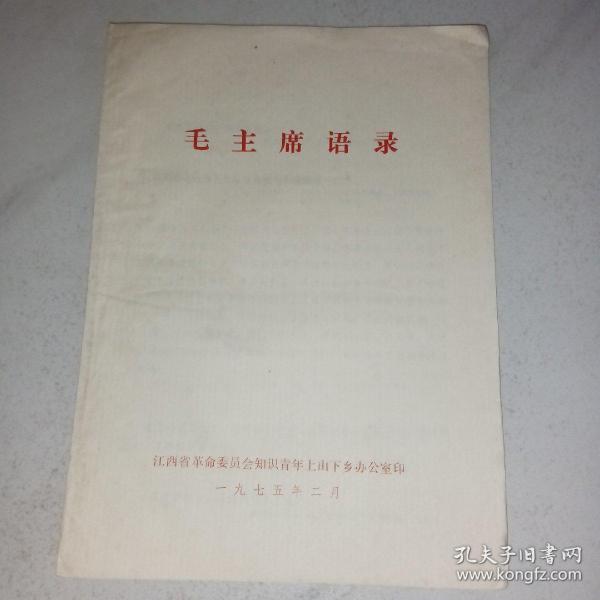 毛主席语录
江西省革命委员会知识青年上山下乡办公室印
一九七五年二月
孔夫子旧书网
www.kongfz.com